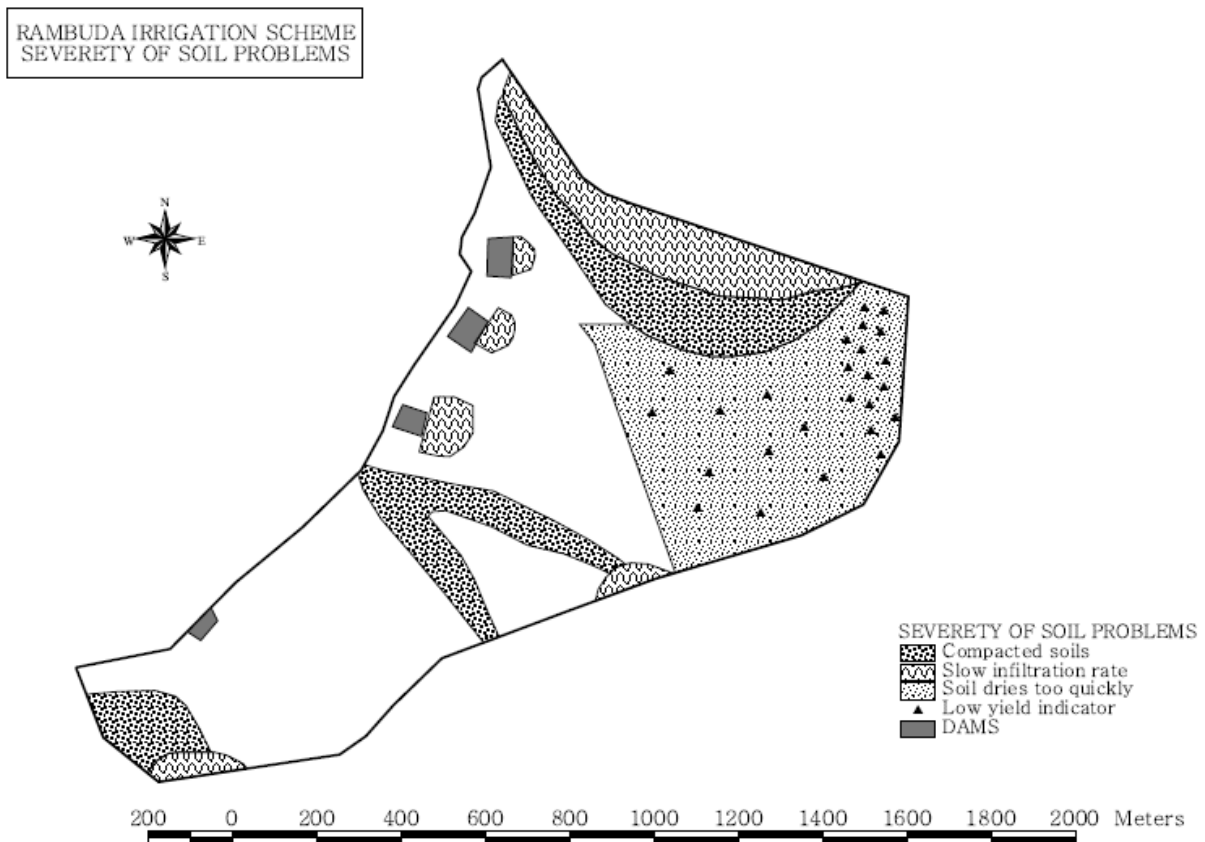 RAMBUDA IRRIGATION SCHEME
SEVERETY OF SOIL PROBLEMS
N
W E
S
SEVERETY OF SOIL PROBLEMS
Compacted soils
Slow infiltration rate
Soil dries too quickly
Low yield indicator
DAMS
200 0 200 400 600 800 1000 1200 1400 1600 1800 2000 Meters